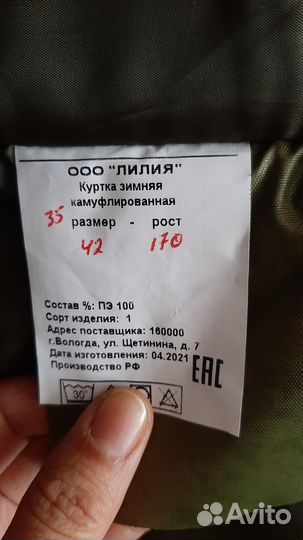 ООО "ЛИЛИЯ"
Куртка зимняя
камуфлированная
35 размер - рост
42 170
Состав %: ПЭ 100
Сорт изделия: 1
Адрес поставщика: 160000
г.Вологда, ул. Щетинина, д. 7
Дата изготовления: 04.2021
Производство РФ
EAC
30°
Avito